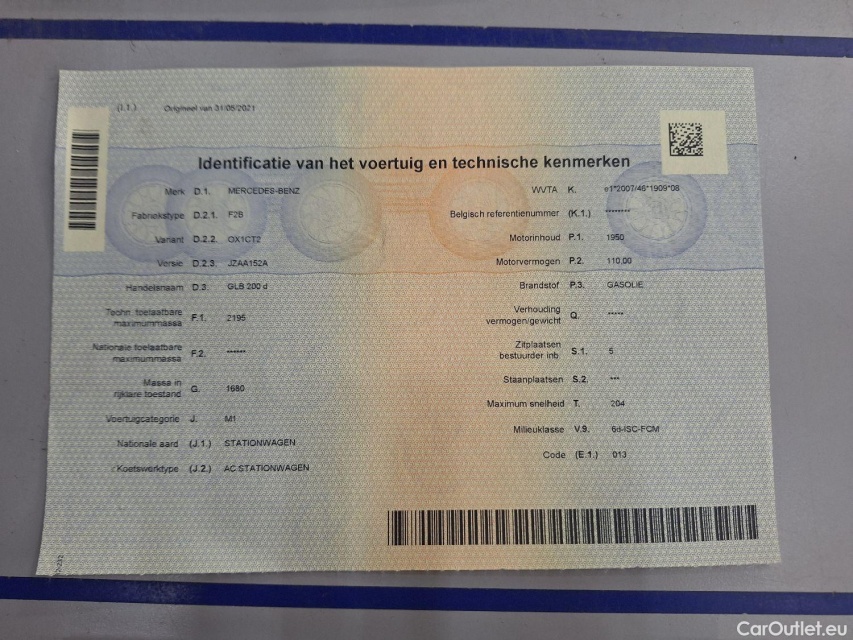 (I.1.) Origineel van 31/08/2021
Identificatie van het voertuig en technische kenmerken
Merk D.1. MERCEDES-BENZ
Fabriekstype D.2.1. F2B
Variant D.2.2. OX1CT2
Versie D.2.3. JZAA152A
Handelsnaam D.3. GLB 200 d
Techn. toelaatbare
maximummassa F.1. 2195
Nationale toelaatbare
maximummassa F.2. ******
Massa in
rijklare toestand G. 1680
Voertuigcategorie J. M1
Nationale aard (J.1.) STATIONWAGEN
Koetswerktype (J.2.) AC STATIONWAGEN
WVTA K. e1*2007/46*1909*08
Belgisch referentienummer (K.1.) ********
Motorinhoud P.1. 1950
Motorvermogen P.2. 110.00
Brandstof P.3. GASOLIE
Verhouding
vermogen/gewicht Q. *****
Zitplaatsen
bestuurder inb. S.1. 5
Staanplaatsen S.2. ***
Maximum snelheid T. 204
Milieuklasse V.9. 6d-ISC-FCM
Code (E.1.) 013
CarOutlet.eu